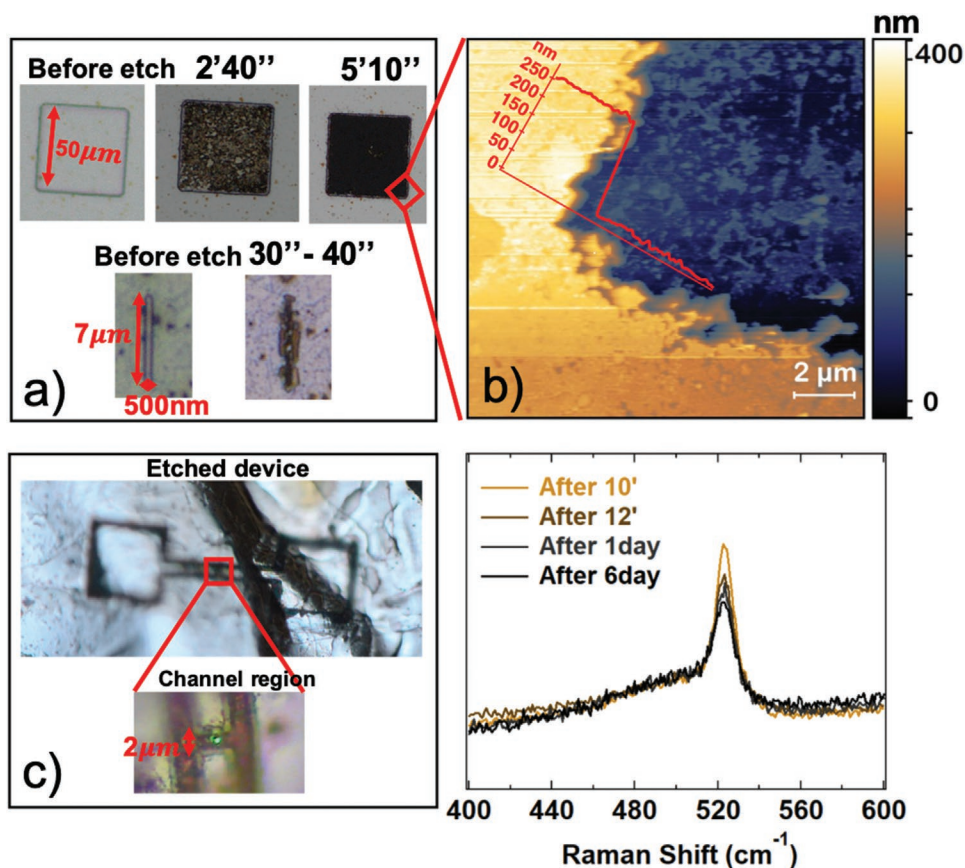 Before etch 2'40'' 5'10''
50μm
Before etch 30'' - 40''
7μm
500nm
a)
nm
250
200
150
100
50
0
2 μm
b)
nm
400
0
Etched device
Channel region
2μm
c)
After 10'
After 12'
After 1day
After 6day
400 440 480 520 560 600
Raman Shift (cm-1)